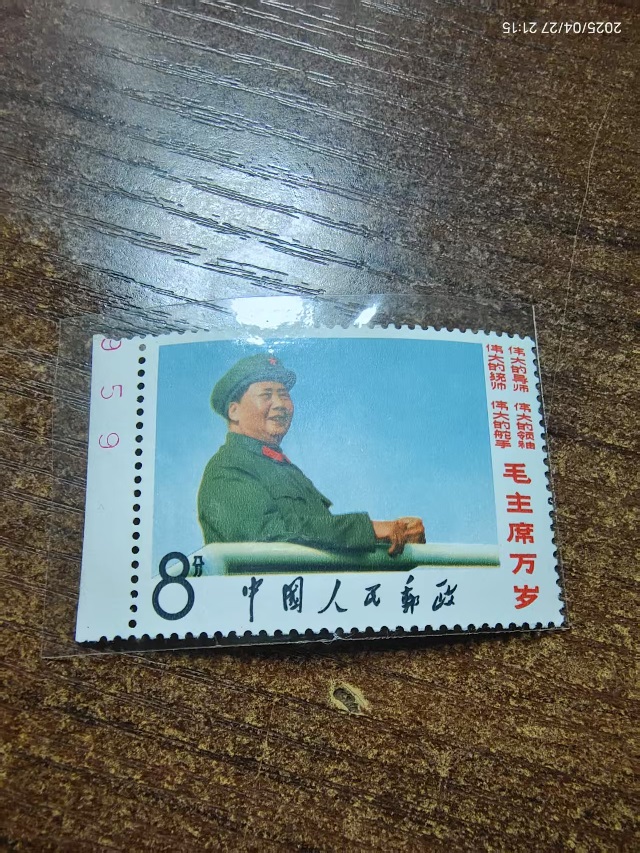 2025/04/27 21:15
959
伟大的导师 伟大的领袖
伟大的統帅 伟大的舵手
毛主席万岁
8分
中国人民邮政